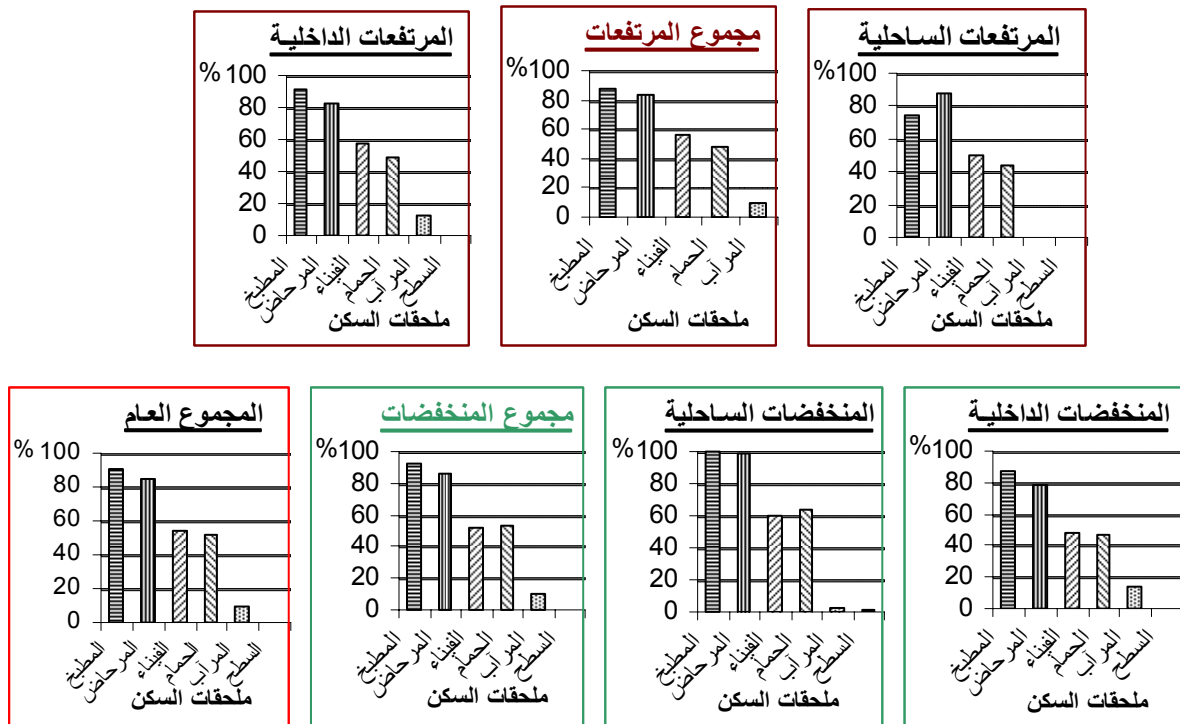 المرتفعات الساحلية
%100
80
60
40
20
0
المطبخ
المرحاض
الفيناء
الحمام
المرآب
السطح
ملحقات السكن
مجموع المرتفعات
%100
80
60
40
20
0
المطبخ
المرحاض
الفيناء
الحمام
المرآب
ملحقات السكن
المرتفعات الداخلية
% 100
80
60
40
20
0
المطبخ
المرحاض
الفيناء
الحمام
المرآب
السطح
ملحقات السكن
المنخفضات الداخلية
%100
80
60
40
20
0
المطبخ
المرحاض
الفيناء
الحمام
المرآب
السطح
ملحقات السكن
المنخفضات الساحلية
%100
80
60
40
20
0
المطبخ
المرحاض
الفيناء
الحمام
المرآب
السطح
ملحقات السكن
مجموع المنخفضات
%100
80
60
40
20
0
المطبخ
المرحاض
الفيناء
الحمام
المرآب
ملحقات السكن
المجموع العام
% 100
80
60
40
20
0
المطبخ
المرحاض
الفيناء
الحمام
المرآب
السطح
ملحقات السكن